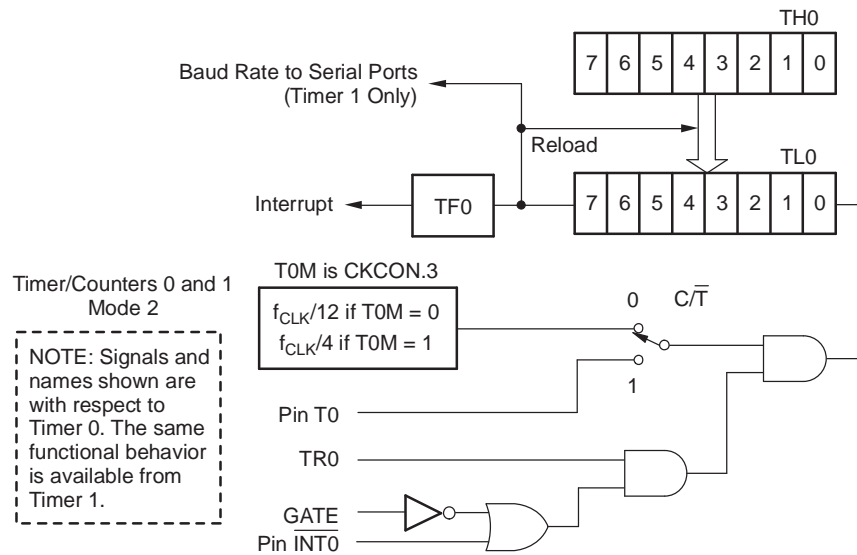 TH0
7 6 5 4 3 2 1 0
Baud Rate to Serial Ports
(Timer 1 Only)
Reload
TL0
Interrupt
TF0
7 6 5 4 3 2 1 0
Timer/Counters 0 and 1
Mode 2
T0M is CKCON.3
f_CLK/12 if T0M = 0
f_CLK/4 if T0M = 1
0
C/T̅
1
NOTE: Signals and
names shown are
with respect to
Timer 0. The same
functional behavior
is available from
Timer 1.
Pin T0
TR0
GATE
Pin I̅N̅T̅0̅